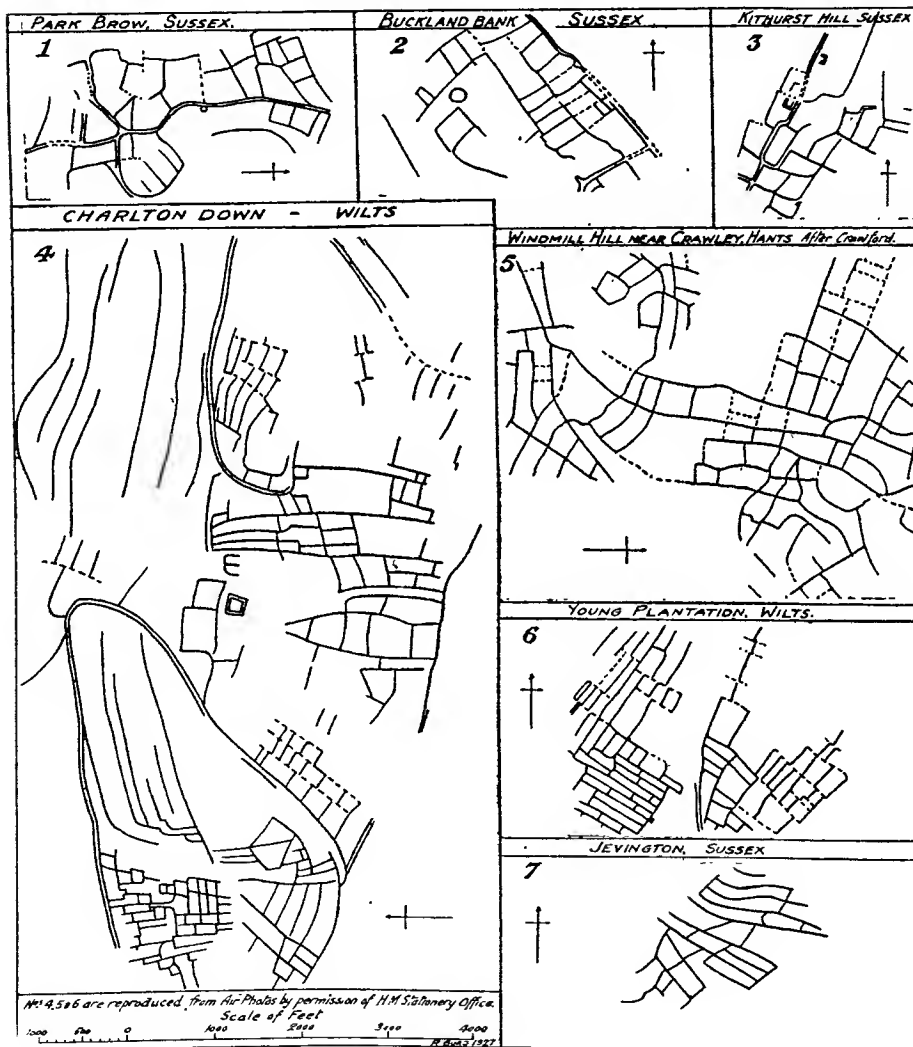 PARK BROW, SUSSEX.
1
BUCKLAND BANK SUSSEX
2
KITHURST HILL SUSSEX
3
CHARLTON DOWN - WILTS
4
WINDMILL HILL NEAR CRAWLEY, HANTS After Crawford.
5
YOUNG PLANTATION, WILTS.
6
JEVINGTON, SUSSEX
7
Nos 4, 5 & 6 are reproduced from Air Photos by permission of H.M. Stationery Office.
Scale of Feet
1000 500 0 1000 2000 3000 4000
1927